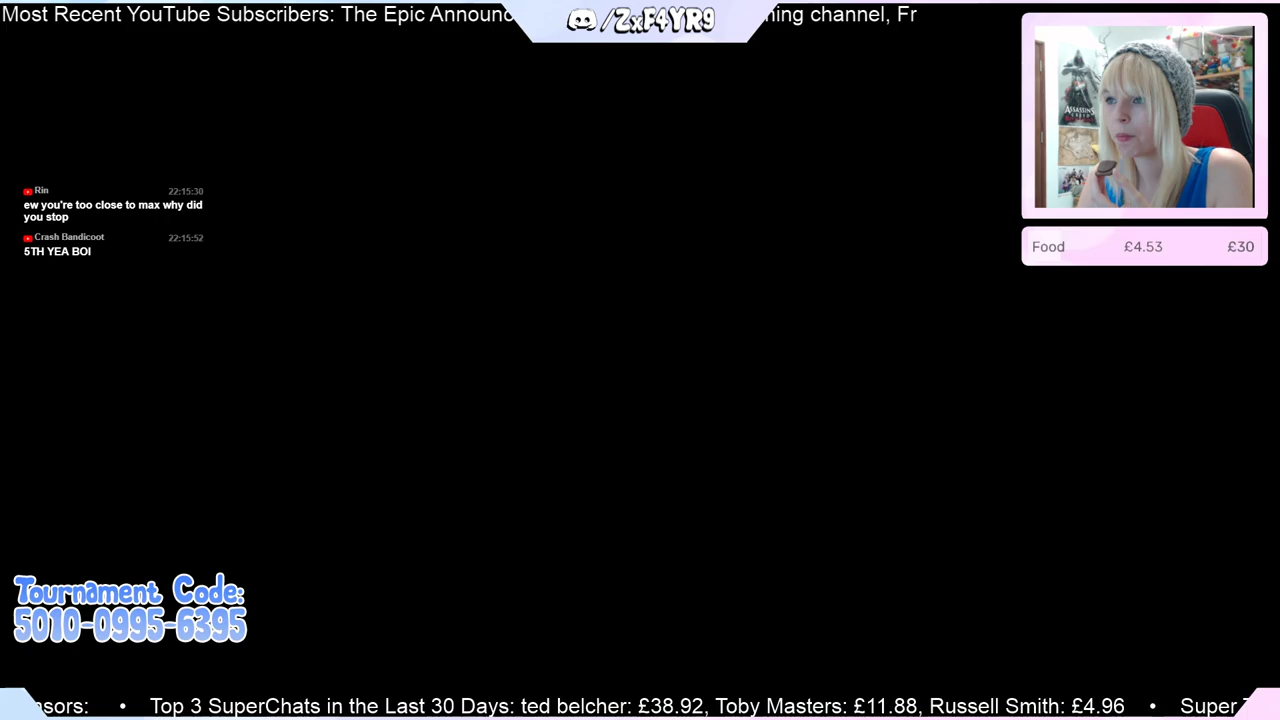 Most Recent YouTube Subscribers: The Epic Announc
ning channel, Fr
/ZxF4YR9
ASSASSINS
Rin 22:15:30
ew you're too close to max why did
you stop
Crash Bandicoot 22:15:52
5TH YEA BOI
Food £4.53 £30
Tournament Code:
5010-0995-6395
nsors: • Top 3 SuperChats in the Last 30 Days: ted belcher: £38.92, Toby Masters: £11.88, Russell Smith: £4.96 • Super